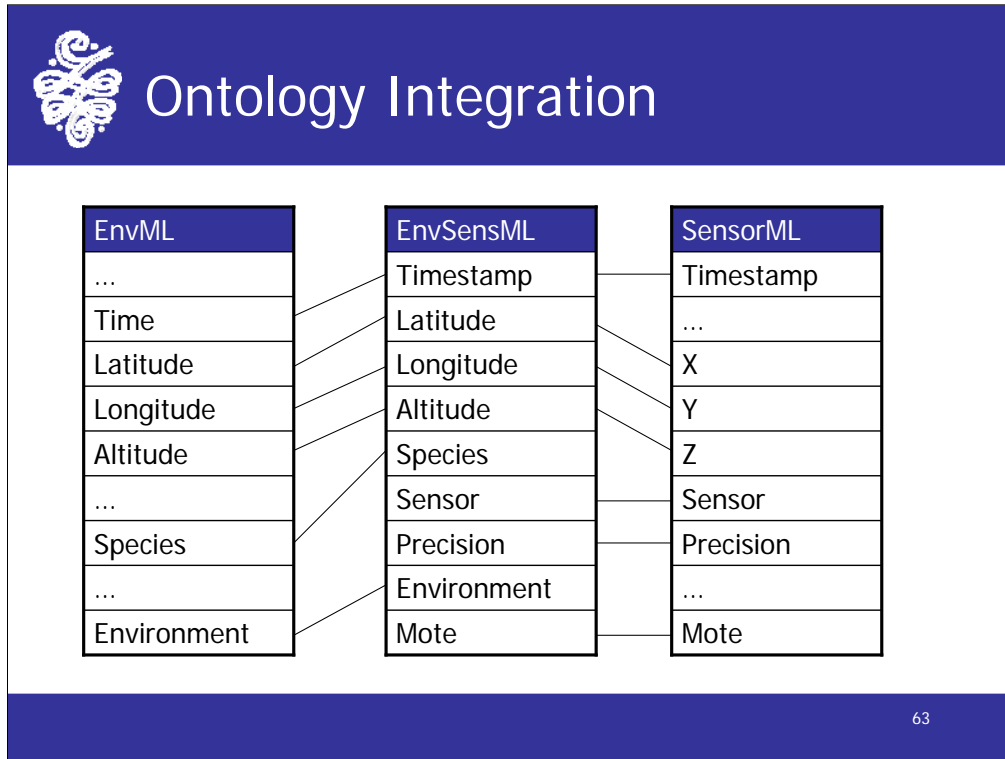 Ontology Integration
EnvML
...
Time
Latitude
Longitude
Altitude
...
Species
...
Environment
EnvSensML
Timestamp
Latitude
Longitude
Altitude
Species
Sensor
Precision
Environment
Mote
SensorML
Timestamp
...
X
Y
Z
Sensor
Precision
...
Mote
63